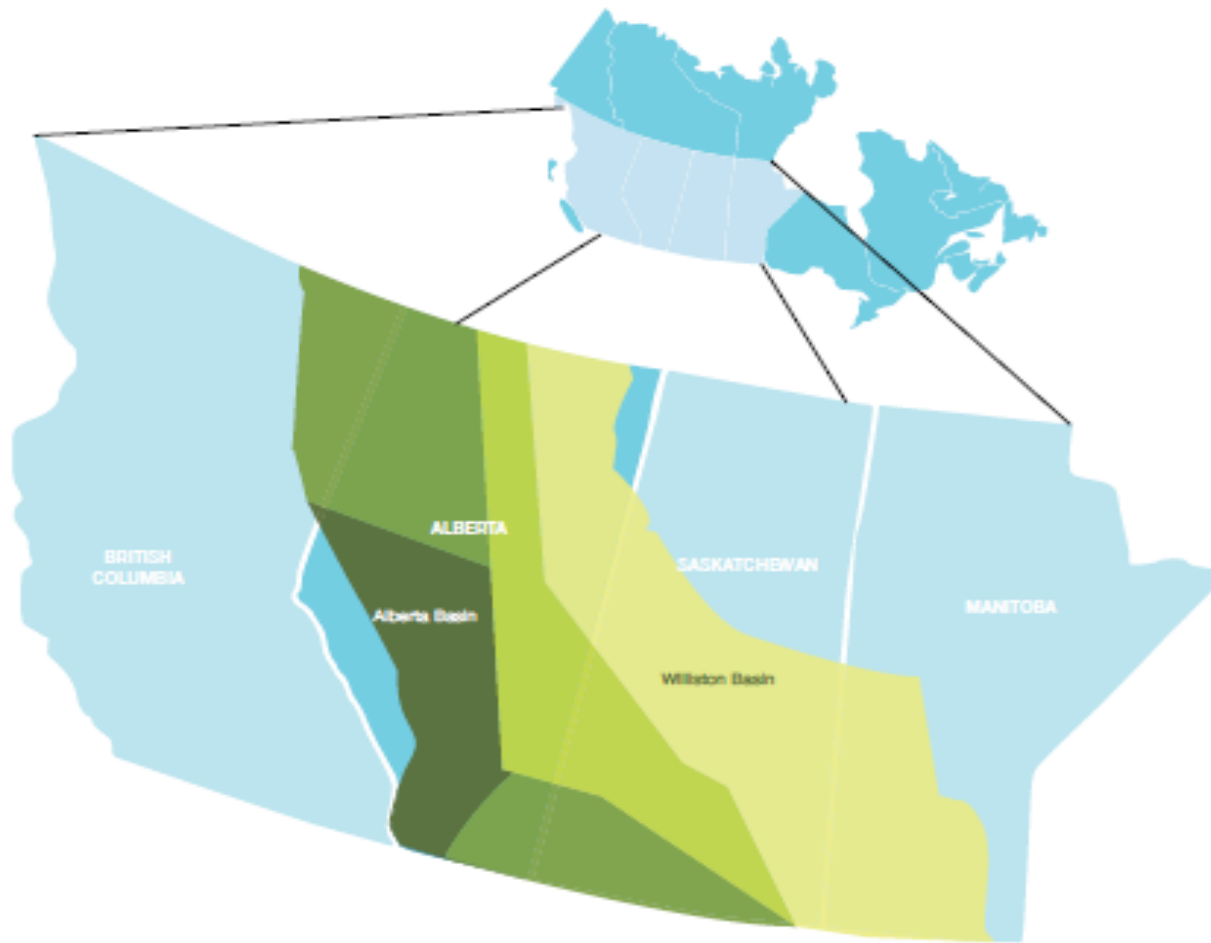 ALBERTA
BRITISH
COLUMBIA
SASKATCHEWAN
MANITOBA
Alberta Basin
Williston Basin